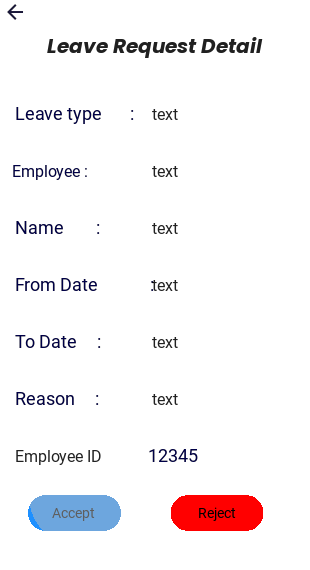 Leave Request Detail
Leave type : text
Employee : text
Name : text
From Date : text
To Date : text
Reason : text
Employee ID 12345
Accept Reject